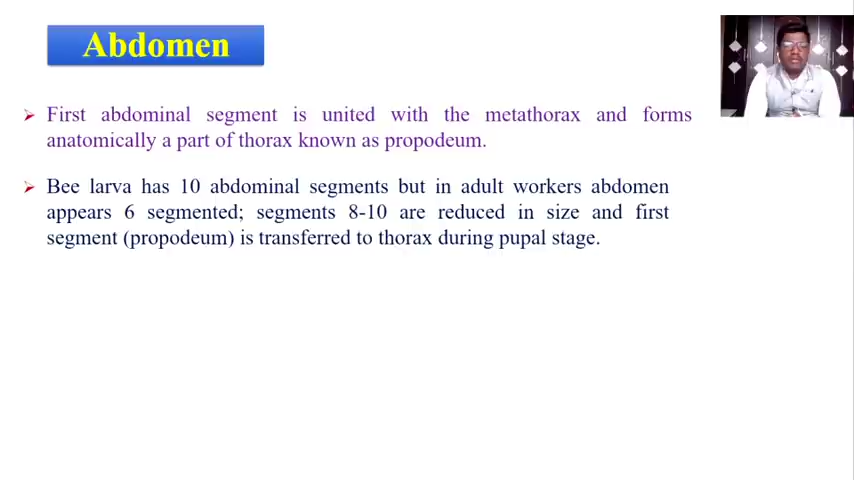 Abdomen
First abdominal segment is united with the metathorax and forms
anatomically a part of thorax known as propodeum.
Bee larva has 10 abdominal segments but in adult workers abdomen
appears 6 segmented; segments 8-10 are reduced in size and first
segment (propodeum) is transferred to thorax during pupal stage.